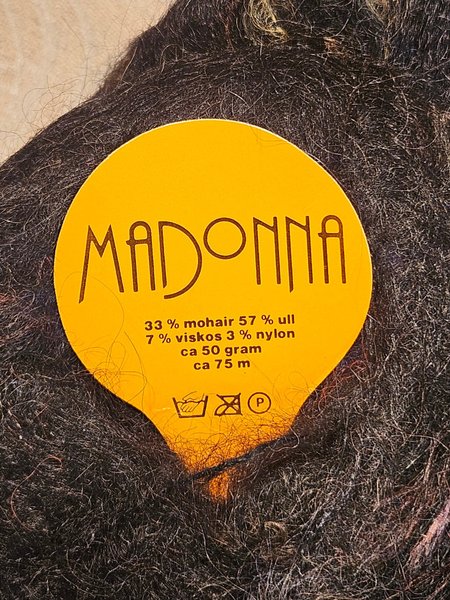 MADONNA
33 % mohair 57 % ull
7 % viskos 3 % nylon
ca 50 gram
ca 75 m
P